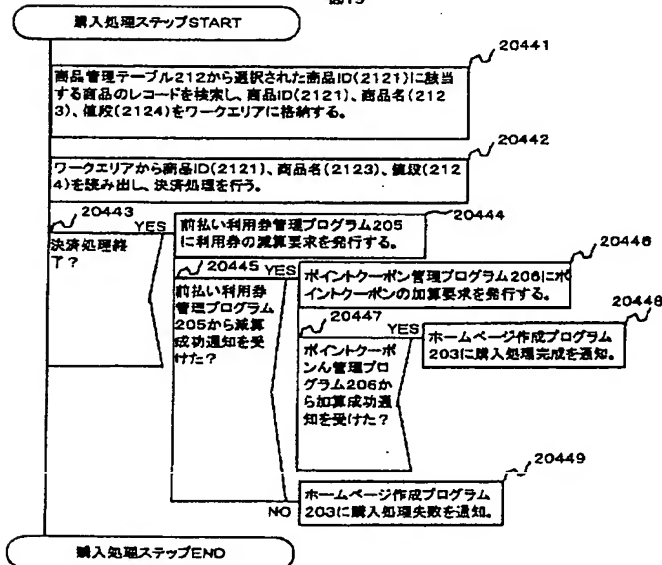 購入処理ステップSTART
20441
商品管理テーブル212から選択された商品ID(2121)に該当
する商品のレコードを検索し、商品ID(2121)、商品名(212
3)、値段(2124)をワークエリアに格納する。
20442
ワークエリアから商品ID(2121)、商品名(2123)、値段(212
4)を読み出し、決済処理を行う。
20443
YES
決済処理終
了?
20444
前払い利用券管理プログラム205
に利用券の減算要求を発行する。
20445
YES
前払い利用券
管理プログラム
205から減算
成功通知を受
けた?
20446
ポイントクーポン管理プログラム206にポ
イントクーポンの加算要求を発行する。
20447
YES
ポイントクーポ
ンん管理プロ
グラム206か
ら加算成功通
知を受けた?
20448
ホームページ作成プログラム
203に購入処理完成を通知。
20449
NO
ホームページ作成プログラム
203に購入処理失敗を通知。
購入処理ステップEND